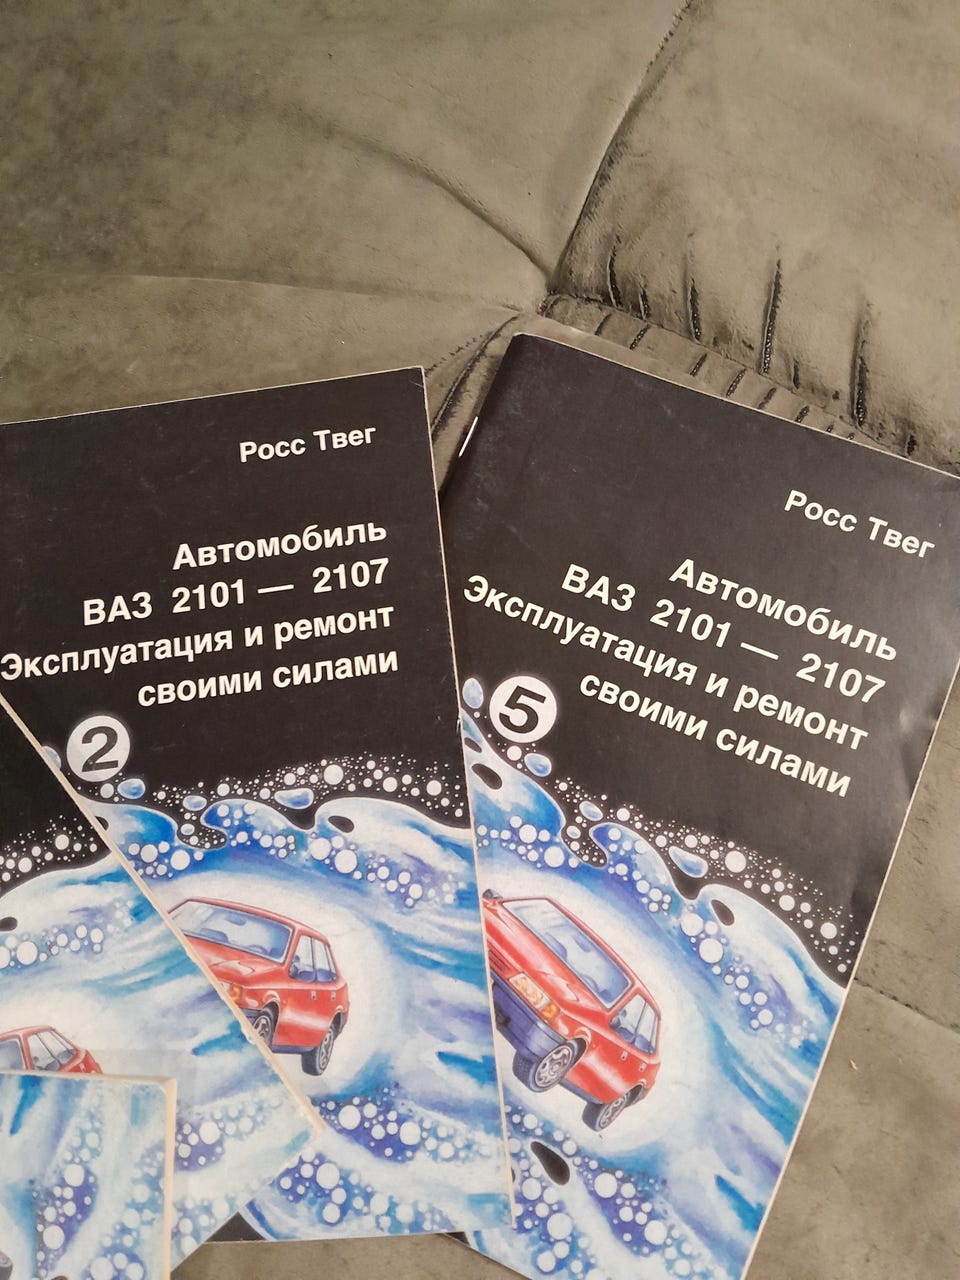 Росс Твег
Автомобиль
ВАЗ 2101 — 2107
Эксплуатация и ремонт
своими силами
2
Росс Твег
Автомобиль
ВАЗ 2101 — 2107
Эксплуатация и ремонт
своими силами
5